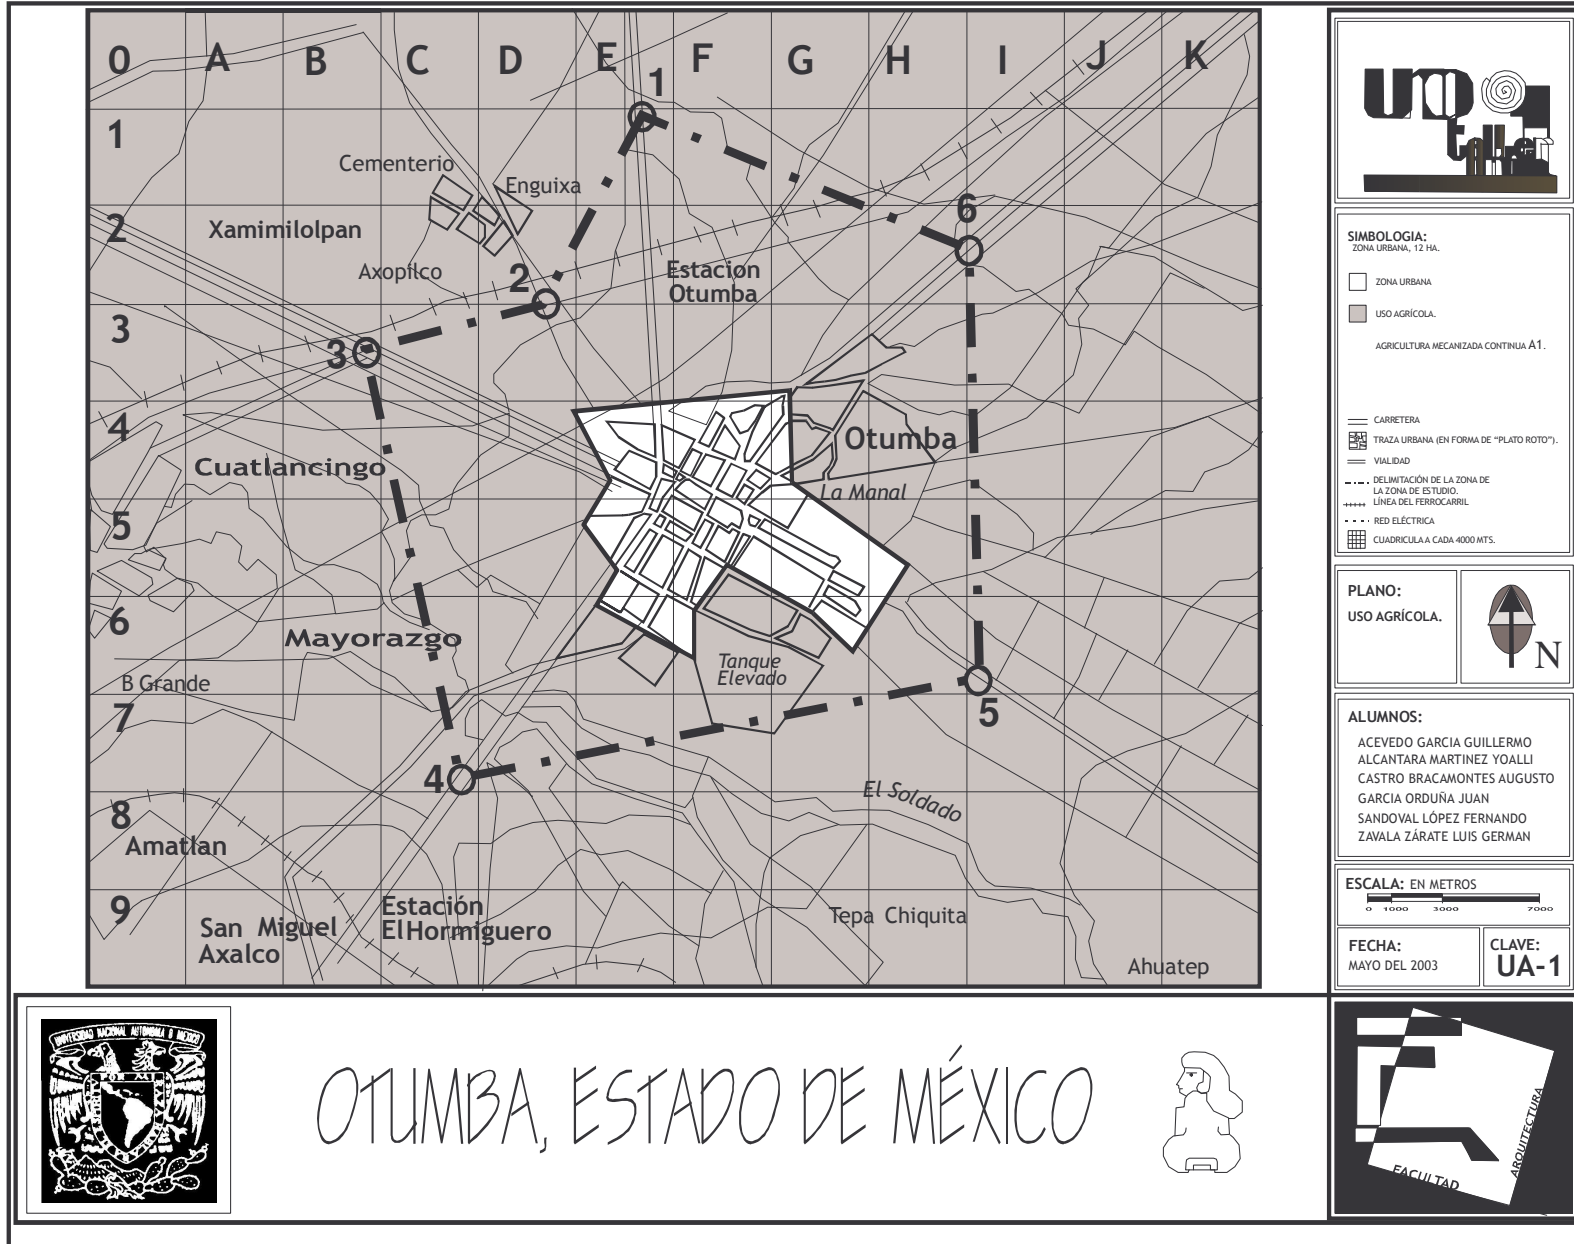 0 A B C D E F G H I J K
1
1
Cementerio
Enguixa
2
6
Xamimilolpan
Axopilco
2
Estacion
Otumba
3
3
4
Otumba
Cuatlancingo
La Manal
5
6
Mayorazgo
Tanque
Elevado
B Grande
7
5
4
El Soldado
8
Amatlan
9
Estación
El Hormiguero
San Miguel
Axalco
Tepa Chiquita
Ahuatep
SIMBOLOGIA:
ZONA URBANA, 12 HA.
ZONA URBANA
USO AGRÍCOLA.
AGRICULTURA MECANIZADA CONTINUA A1.
CARRETERA
TRAZA URBANA (EN FORMA DE “PLATO ROTO”).
VIALIDAD
DELIMITACIÓN DE LA ZONA DE
LA ZONA DE ESTUDIO.
LÍNEA DEL FERROCARRIL
RED ELÉCTRICA
CUADRICULA A CADA 4000 MTS.
PLANO:
USO AGRÍCOLA.
N
ALUMNOS:
ACEVEDO GARCIA GUILLERMO
ALCANTARA MARTINEZ YOALLI
CASTRO BRACAMONTES AUGUSTO
GARCIA ORDUÑA JUAN
SANDOVAL LÓPEZ FERNANDO
ZAVALA ZÁRATE LUIS GERMAN
ESCALA: EN METROS
0 1000 3000 7000
FECHA:
MAYO DEL 2003
CLAVE:
UA-1
OTUMBA, ESTADO DE MÉXICO
FACULTAD
ARQUITECTURA